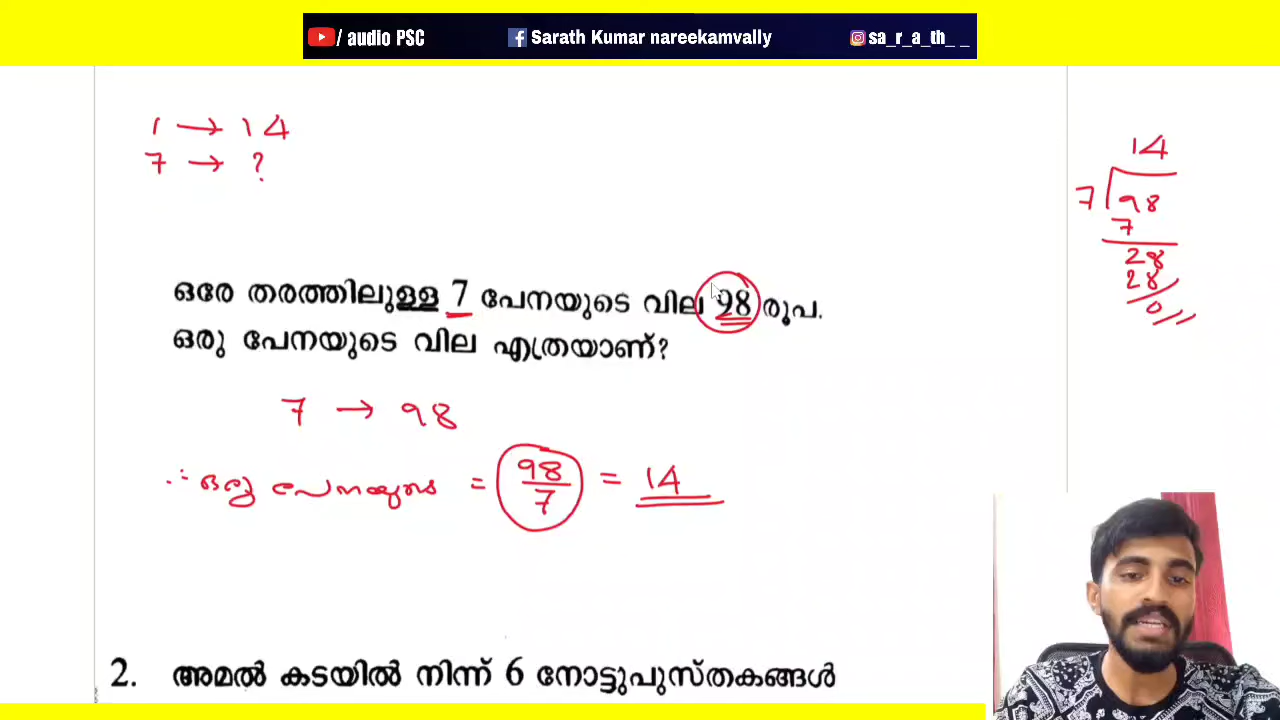 / audio PSC
Sarath Kumar nareekamvally
sa_r_a_th_ _
1 → 14
7 → ?
14
7 98
7
28
28
0
ഒരേ തരത്തിലുള്ള 7 പേനയുടെ വില 98 രൂപ.
ഒരു പേനയുടെ വില എത്രയാണ്?
7 → 98
∴ ഒരു പേനയുടെ = 98/7 = 14
2. അമൽ കടയിൽ നിന്ന് 6 നോട്ടുപുസ്തകങ്ങൾ